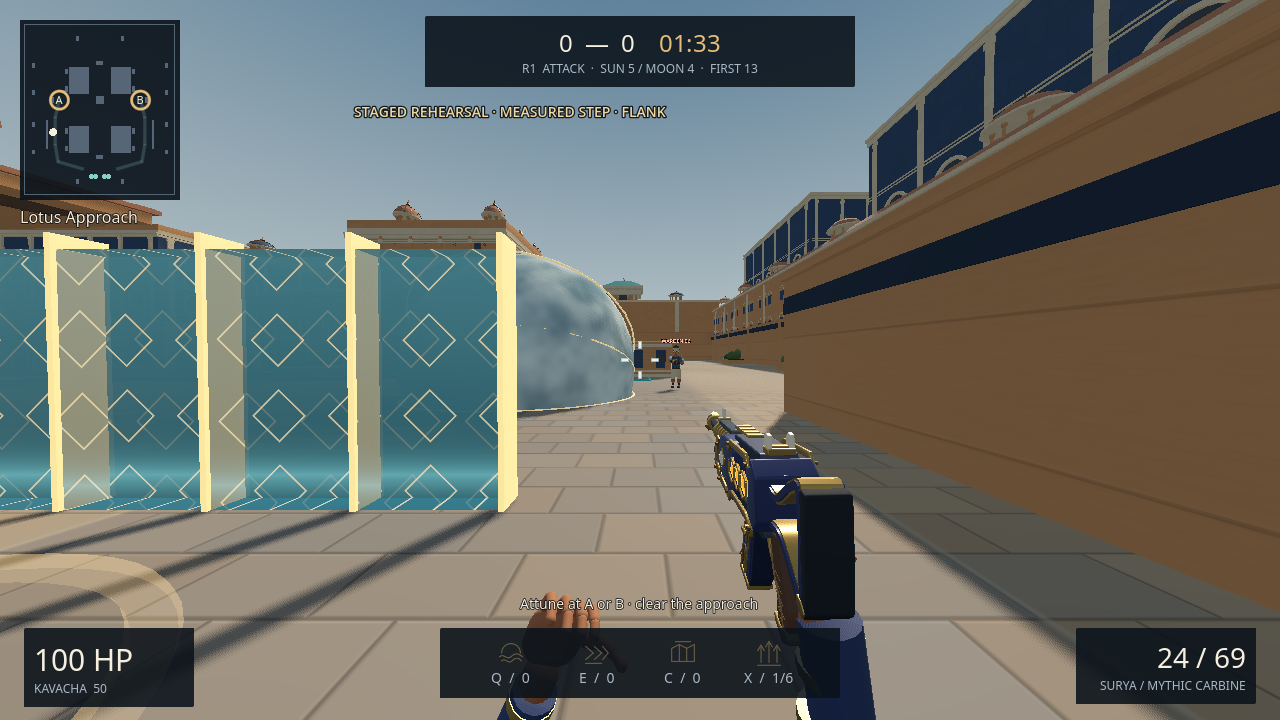 0 — 0 01:33
R1 ATTACK · SUN 5 / MOON 4 · FIRST 13
STAGED REHEARSAL · MEASURED STEP · FLANK
A
B
Lotus Approach
Attune at A or B · clear the approach
100 HP
KAVACHA 50
Q / 0
E / 0
C / 0
X / 1/6
24 / 69
SURYA / MYTHIC CARBINE